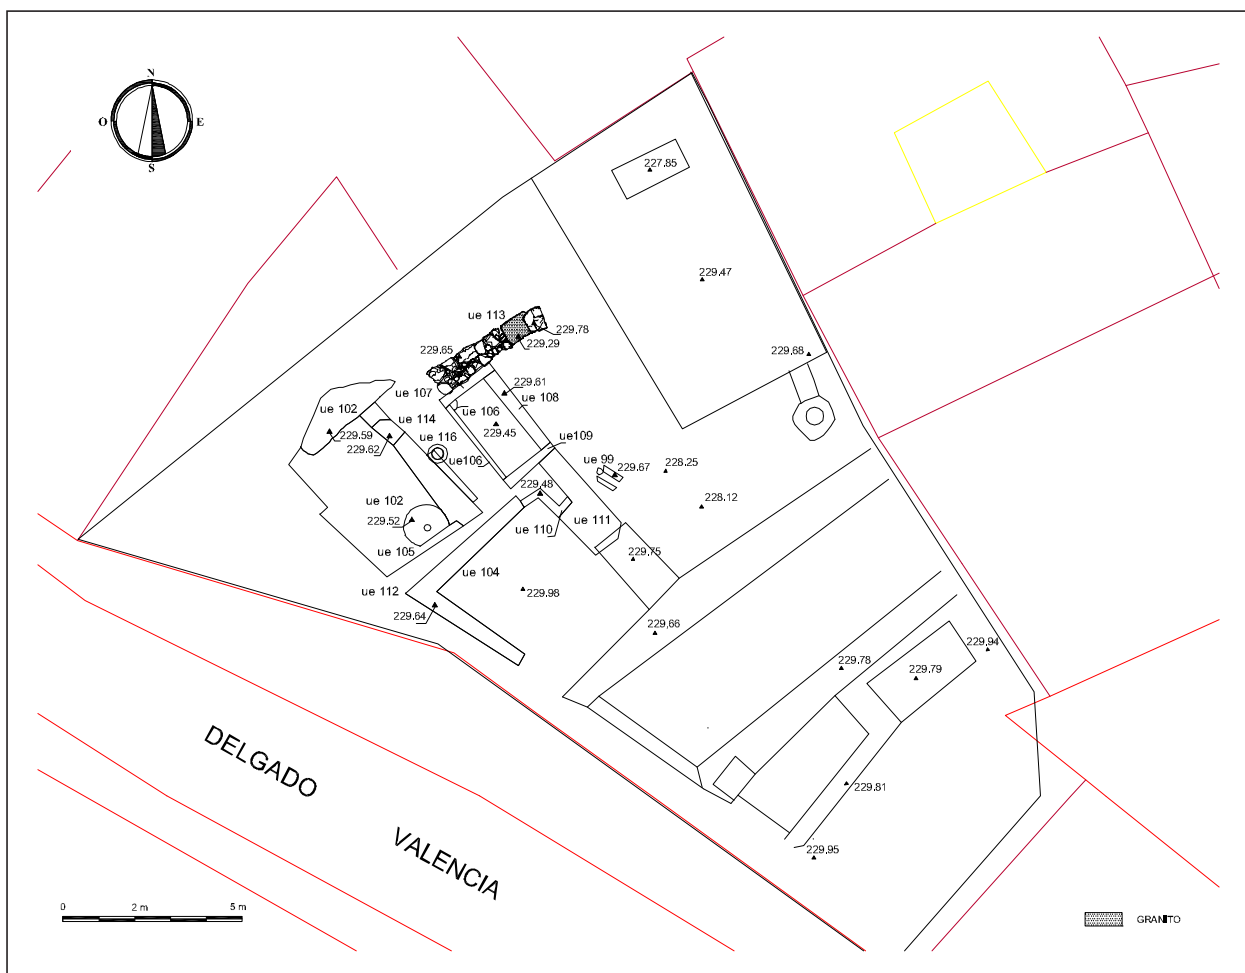 N
O E
S
227.85
229.47
ue 113
229.78
229.29
229.65
229.68
229.61
ue 107
ue 108
ue 102
ue 106
ue 114
229.59
229.45
229.62
ue 116
ue109
ue106
ue 99
229.67
228.25
229.48
ue 102
228.12
229.52
ue 110
ue 111
ue 105
229.75
ue 104
ue 112
229.98
229.64
229.66
229.94
229.78
229.79
229.81
229.95
DELGADO
VALENCIA
0 2 m 5 m
GRANITO